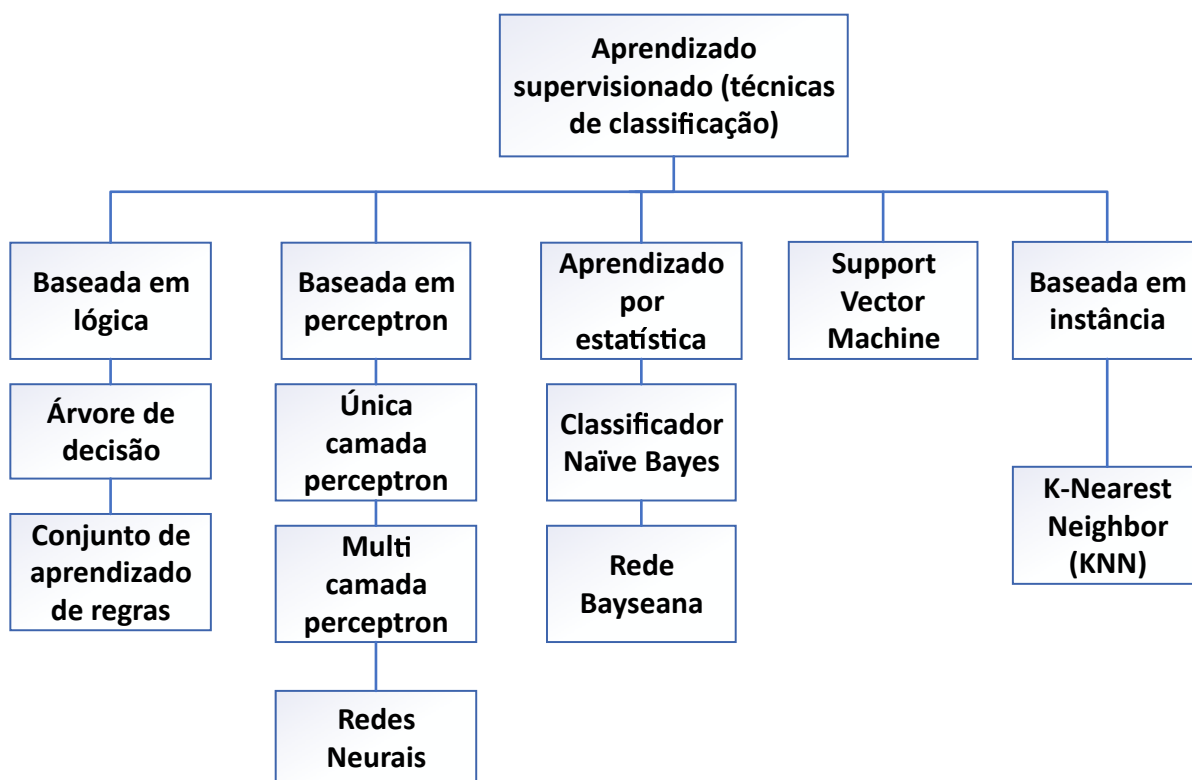 Aprendizado
supervisionado (técnicas
de classificação)
Baseada em
lógica
Baseada em
perceptron
Aprendizado
por
estatística
Support
Vector
Machine
Baseada em
instância
Árvore de
decisão
Única
camada
perceptron
Classificador
Naïve Bayes
K-Nearest
Neighbor
(KNN)
Conjunto de
aprendizado
de regras
Multi
camada
perceptron
Rede
Bayseana
Redes
Neurais